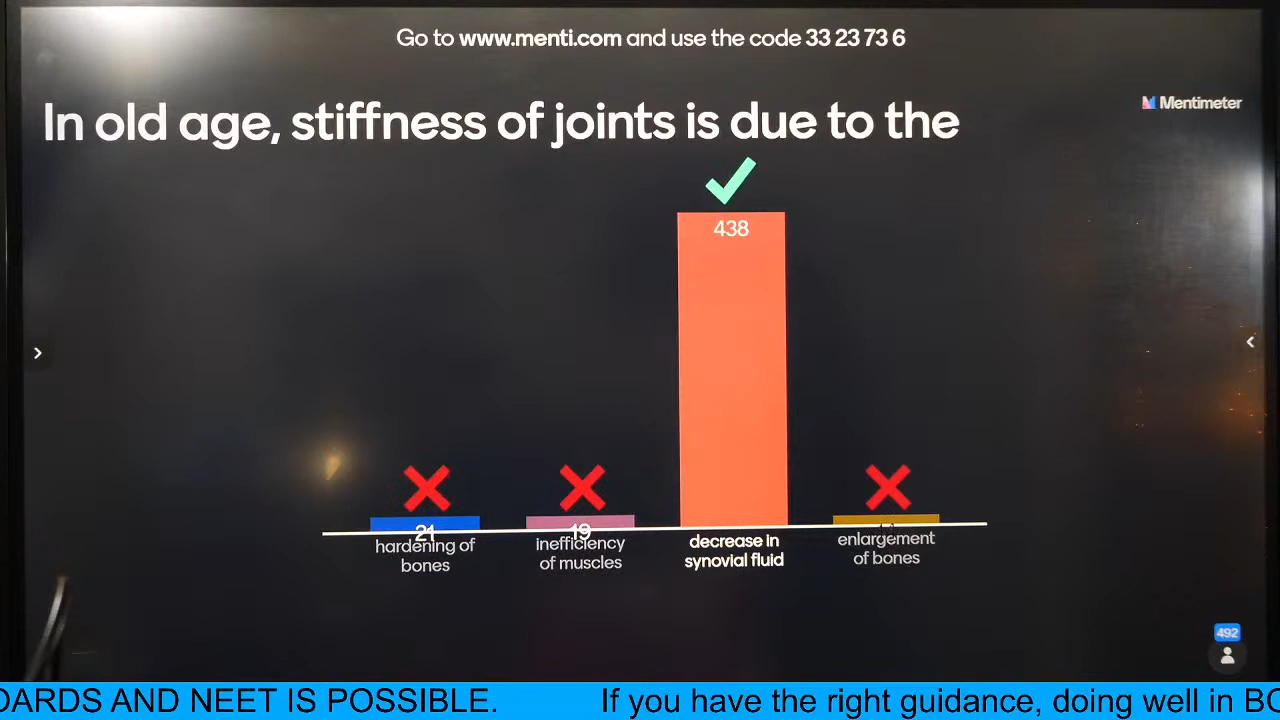 Go to www.menti.com and use the code 33 23 73 6
Mentimeter
In old age, stiffness of joints is due to the
438
21
19
hardening of
bones
inefficiency
of muscles
decrease in
synovial fluid
enlargement
of bones
492
OARDS AND NEET IS POSSIBLE. If you have the right guidance, doing well in BO